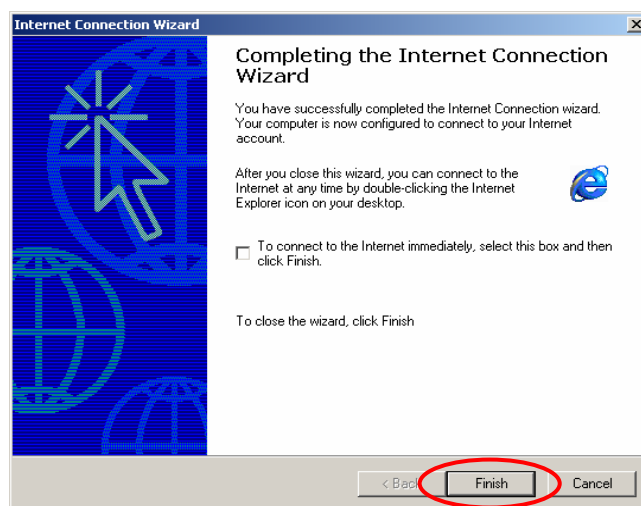 Internet Connection Wizard
Completing the Internet Connection
Wizard
You have successfully completed the Internet Connection wizard.
Your computer is now configured to connect to your Internet
account.
After you close this wizard, you can connect to the
Internet at any time by double-clicking the Internet
Explorer icon on your desktop.
To connect to the Internet immediately, select this box and then
click Finish.
To close the wizard, click Finish
< Back
Finish
Cancel